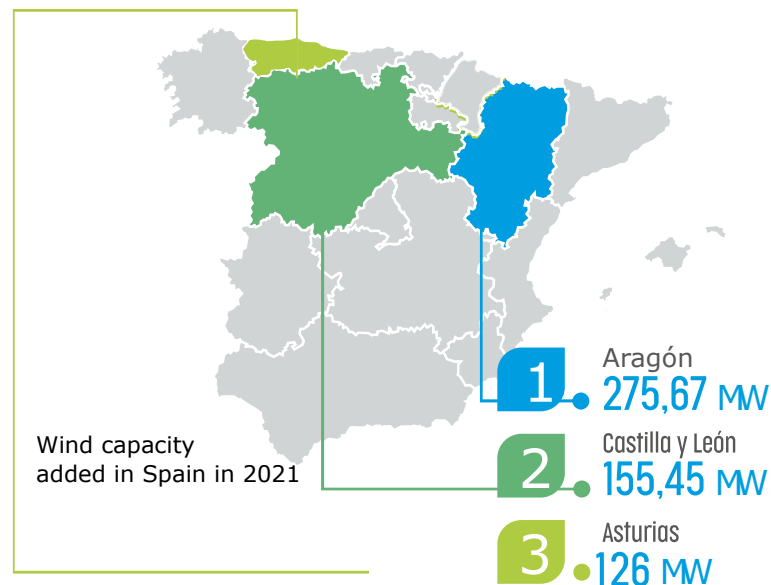 1
Aragón
275,67 MW
Wind capacity
added in Spain in 2021
2
Castilla y León
155,45 MW
3
Asturias
126 MW